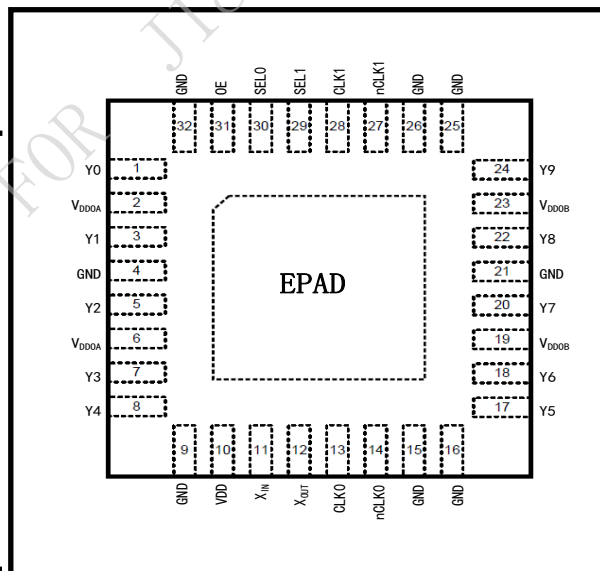 FOR JI
GND OE SEL0 SEL1 CLK1 nCLK1 GND GND
32 31 30 29 28 27 26 25
Y0 1 24 Y9
VDDOA 2 23 VDDOB
Y1 3 22 Y8
GND 4 21 GND
EPAD
Y2 5 20 Y7
VDDOA 6 19 VDDOB
Y3 7 18 Y6
Y4 8 17 Y5
9 10 11 12 13 14 15 16
GND VDD XIN XOUT CLK0 nCLK0 GND GND